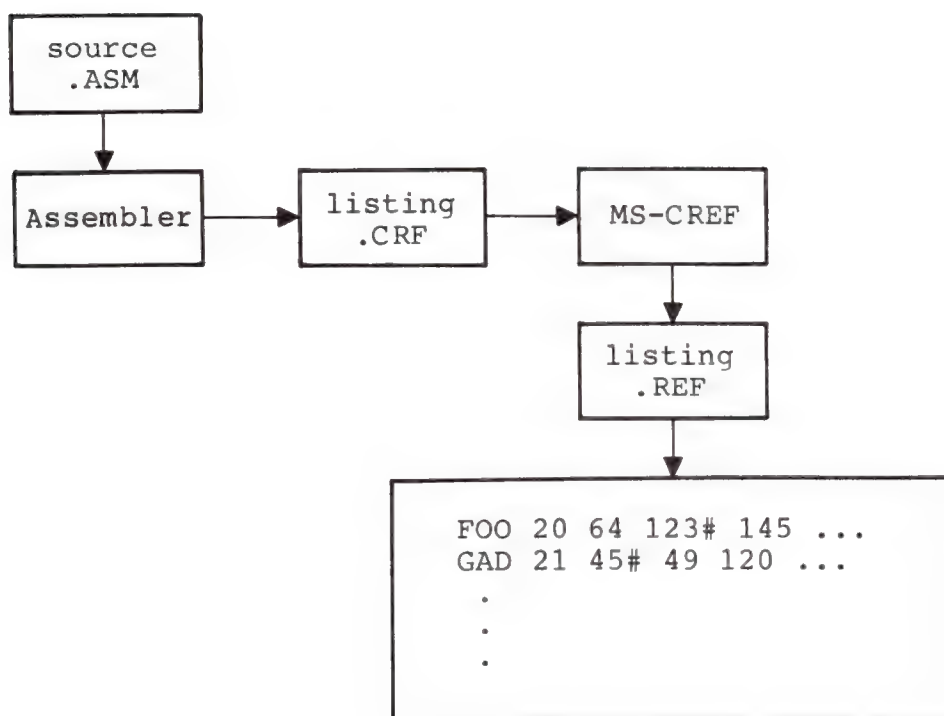 source
.ASM
Assembler
listing
.CRF
MS-CREF
listing
.REF
FOO 20 64 123# 145 ...
GAD 21 45# 49 120 ...
.
.
.